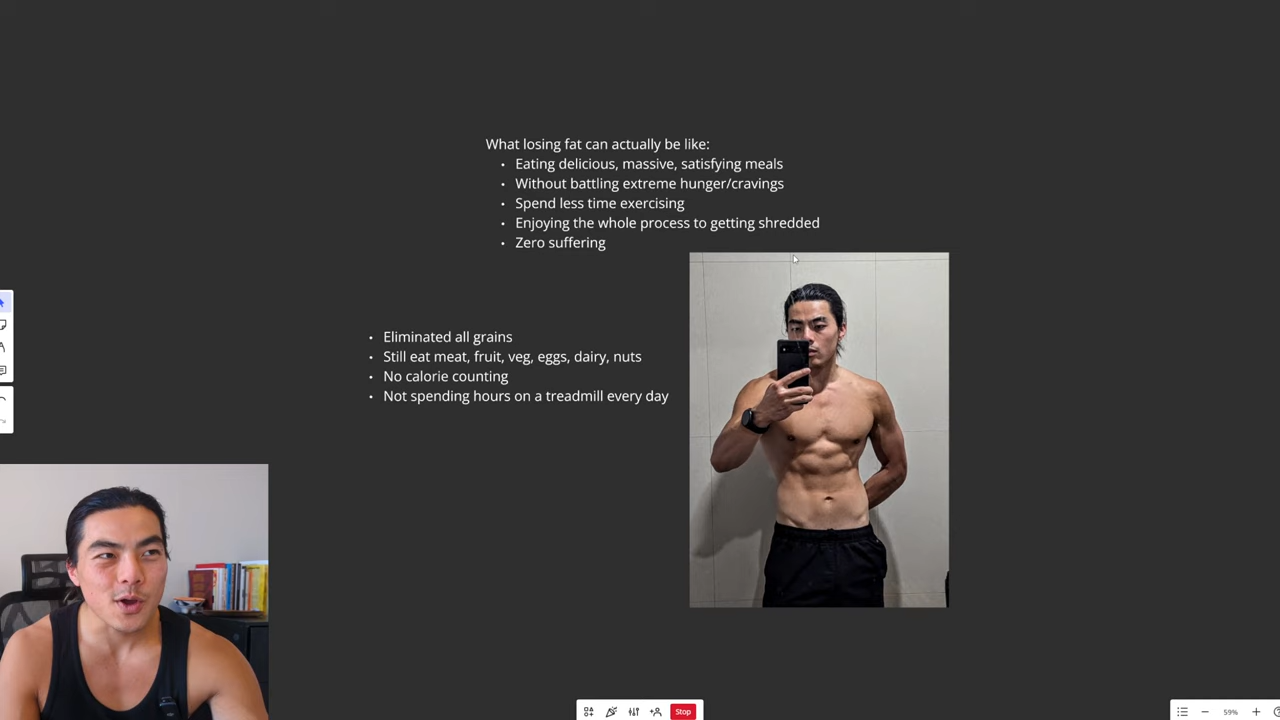 What losing fat can actually be like:
• Eating delicious, massive, satisfying meals
• Without battling extreme hunger/cravings
• Spend less time exercising
• Enjoying the whole process to getting shredded
• Zero suffering
• Eliminated all grains
• Still eat meat, fruit, veg, eggs, dairy, nuts
• No calorie counting
• Not spending hours on a treadmill every day
Stop
59%